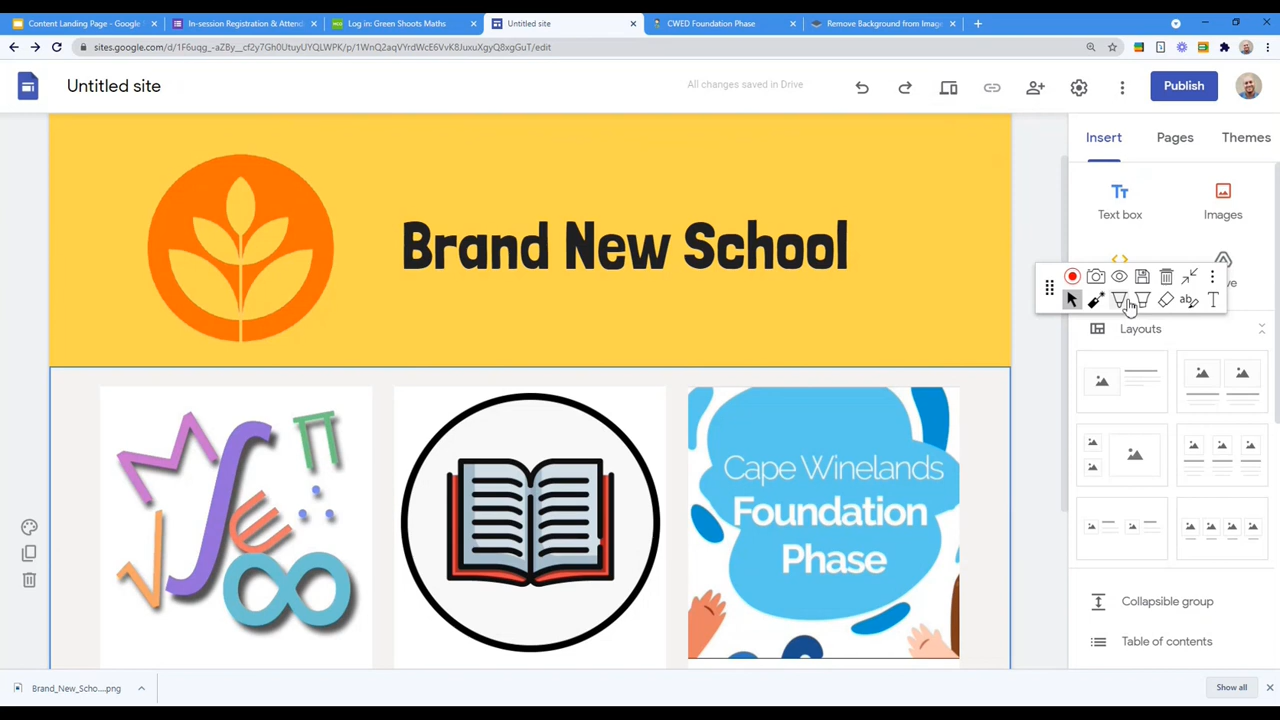 Content Landing Page - Google S
In-session Registration & Attend
Log in: Green Shoots Maths
Untitled site
CWED Foundation Phase
Remove Background from Image
sites.google.com/d/1F6uqg_-aZBy__cf2y7Gh0UtuyUYQLWPK/p/1WnQ2aqVYrdWcE6VvK8JuxuXgyQ8xgGuT/edit
Untitled site
All changes saved in Drive
Publish
Insert
Pages
Themes
Text box
Images
Brand New School
Layouts
Cape Winelands
Foundation
Phase
Collapsible group
Table of contents
Brand_New_Scho....png
Show all